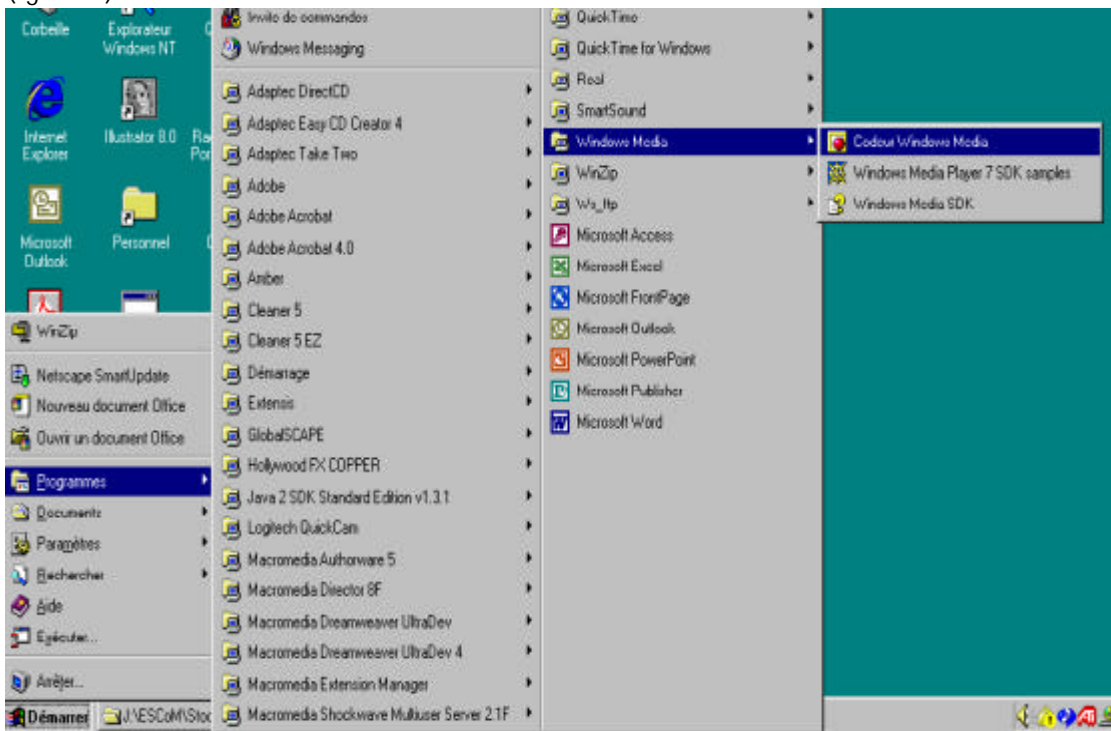 Corbeille
Explorateur
Windows NT
Internet
Explorer
Illustrator 8.0
Microsoft
Outlook
Personnel
WinZip
Netscape SmartUpdate
Nouveau document Office
Ouvrir un document Office
Programmes
Documents
Paramètres
Rechercher
Aide
Exécuter...
Arrêter...
Démarrer
J:\ESCoM\Stoc
Invite de commandes
Windows Messaging
Adaptec DirectCD
Adaptec Easy CD Creator 4
Adaptec Take Two
Adobe
Adobe Acrobat
Adobe Acrobat 4.0
Amber
Cleaner 5
Cleaner 5 EZ
Démarrage
Extensis
GlobalSCAPE
Hollywood FX COPPER
Java 2 SDK Standard Edition v1.3.1
Logitech QuickCam
Macromedia Authorware 5
Macromedia Director 8F
Macromedia Dreamweaver UltraDev
Macromedia Dreamweaver UltraDev 4
Macromedia Extension Manager
Macromedia Shockwave Multiuser Server 2.1F
QuickTime
QuickTime for Windows
Real
SmartSound
Windows Media
WinZip
Ws_ftp
Microsoft Access
Microsoft Excel
Microsoft FrontPage
Microsoft Outlook
Microsoft PowerPoint
Microsoft Publisher
Microsoft Word
Codeur Windows Media
Windows Media Player 7 SDK samples
Windows Media SDK